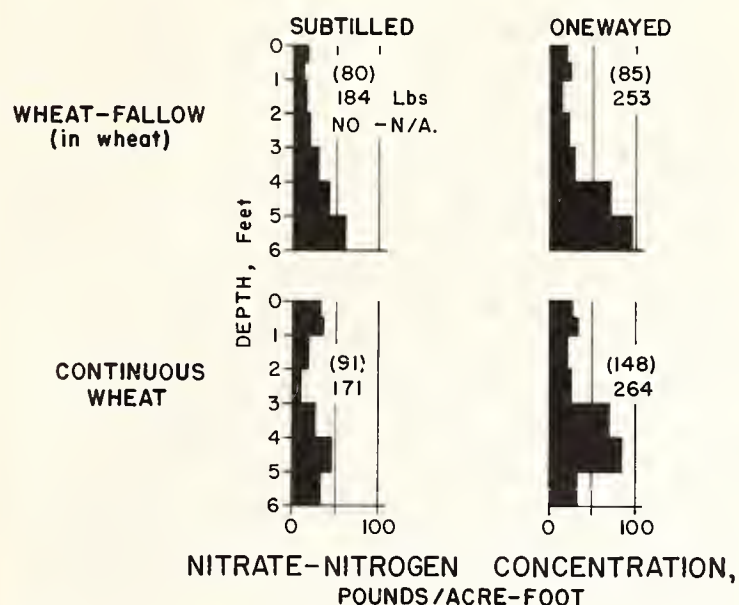 SUBTILLED ONEWAYED
WHEAT-FALLOW
(in wheat)
0
1
2
3
4
5
6
(80)
184 Lbs
NO -N/A.
(85)
253
DEPTH, Feet
CONTINUOUS
WHEAT
0
1
2
3
4
5
6
(91)
171
(148)
264
0 100 0 100
NITRATE-NITROGEN CONCENTRATION,
POUNDS/ACRE-FOOT